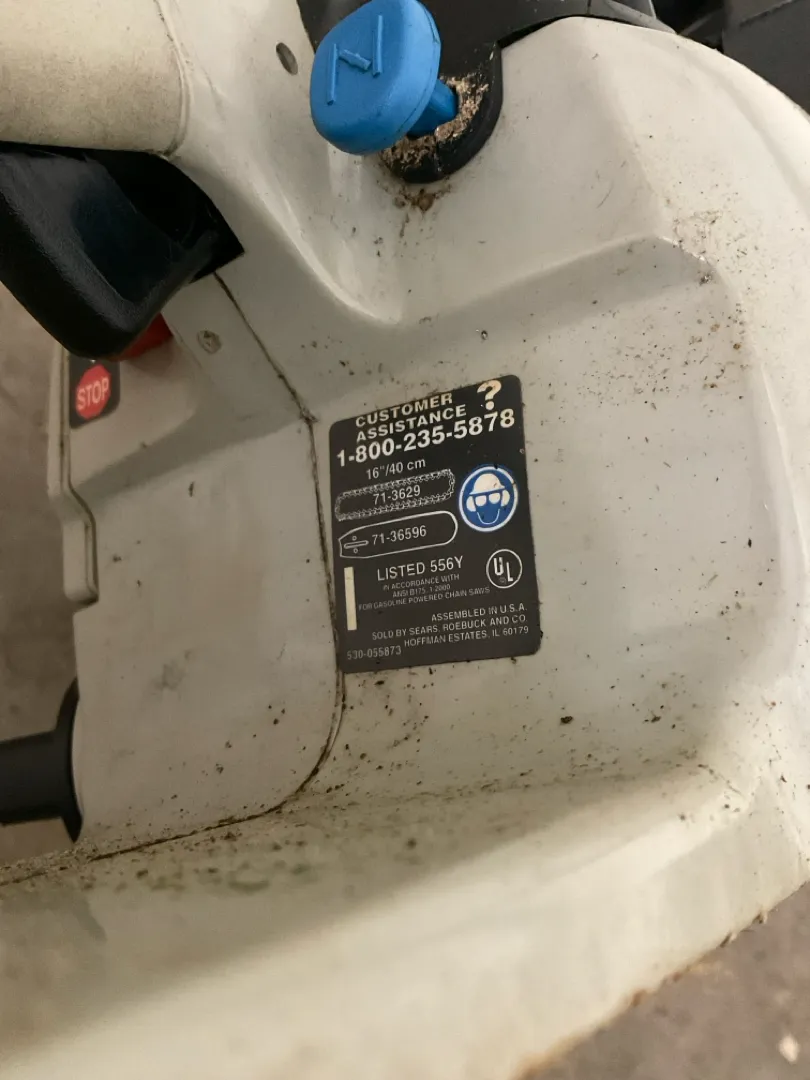 STOP
CUSTOMER
ASSISTANCE ?
1-800-235-5878
16"/40 cm
71-3629
71-36596
LISTED 556Y
UL
IN ACCORDANCE WITH
ANSI B175.1-2000
FOR GASOLINE POWERED CHAIN SAWS
ASSEMBLED IN U.S.A.
SOLD BY SEARS, ROEBUCK AND CO.
HOFFMAN ESTATES, IL 60179
530-055873